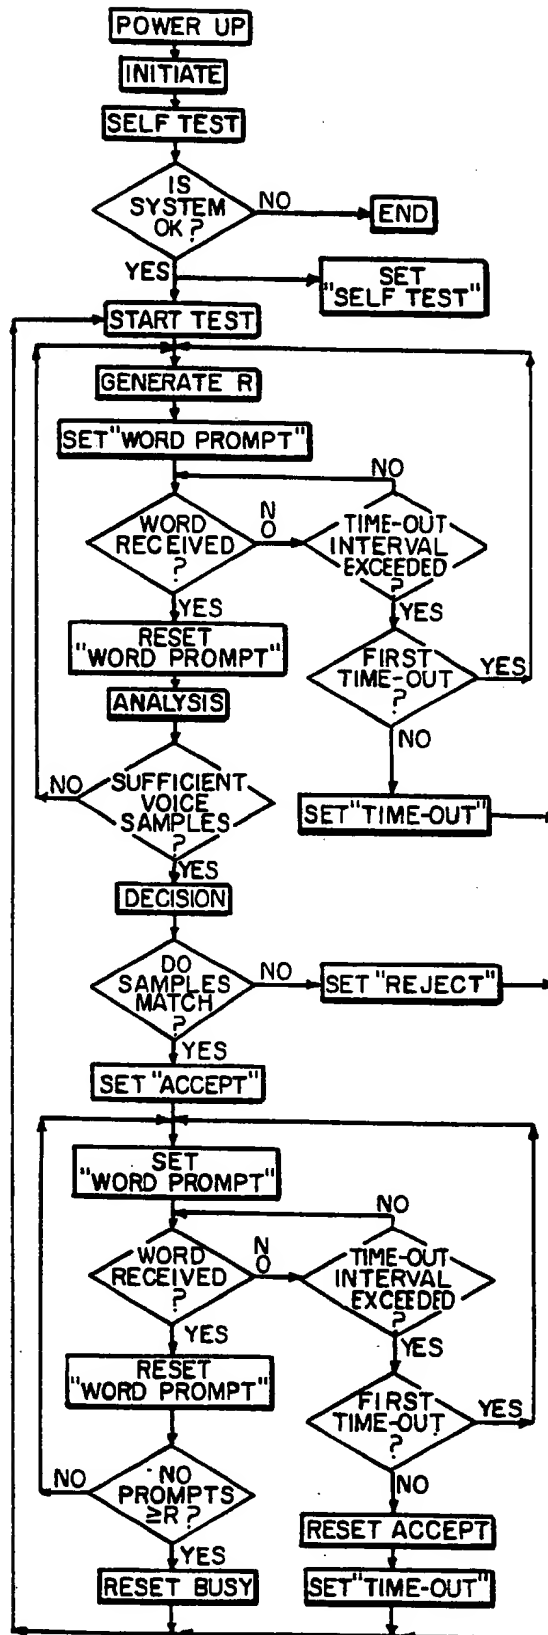 POWER UP
INITIATE
SELF TEST
IS
SYSTEM
OK?
NO
END
YES
SET
"SELF TEST"
START TEST
GENERATE R
SET "WORD PROMPT"
NO
WORD
RECEIVED
?
NO
TIME-OUT
INTERVAL
EXCEEDED
?
YES
YES
RESET
"WORD PROMPT"
FIRST
TIME-OUT
?
YES
ANALYSIS
NO
NO
SUFFICIENT
VOICE
SAMPLES
?
SET "TIME-OUT"
YES
DECISION
DO
SAMPLES
MATCH
?
NO
SET "REJECT"
YES
SET "ACCEPT"
SET
"WORD PROMPT"
NO
WORD
RECEIVED
?
NO
TIME-OUT
INTERVAL
EXCEEDED
?
YES
YES
RESET
"WORD PROMPT"
FIRST
TIME-OUT
?
YES
NO
NO
PROMPTS
≥R?
NO
RESET ACCEPT
YES
RESET BUSY
SET "TIME-OUT"